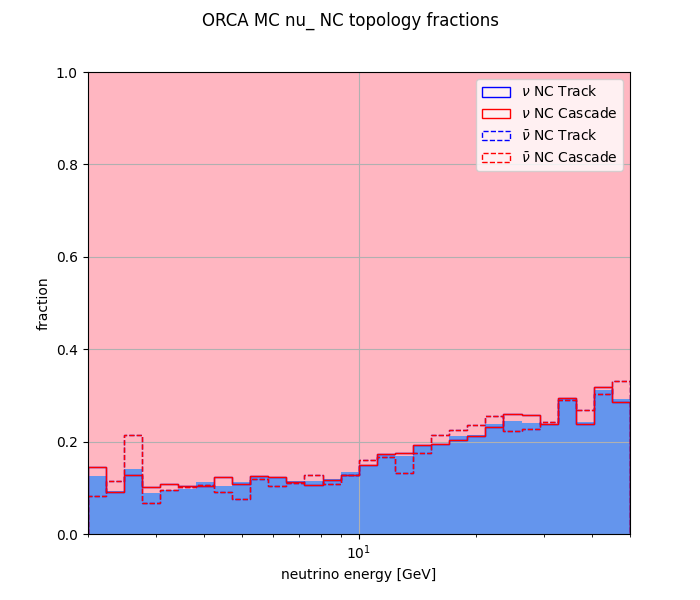 ORCA MC nu_ NC topology fractions
1.0
0.8
0.6
0.4
0.2
0.0
fraction
ν NC Track
ν NC Cascade
ν̄ NC Track
ν̄ NC Cascade
10¹
neutrino energy [GeV]